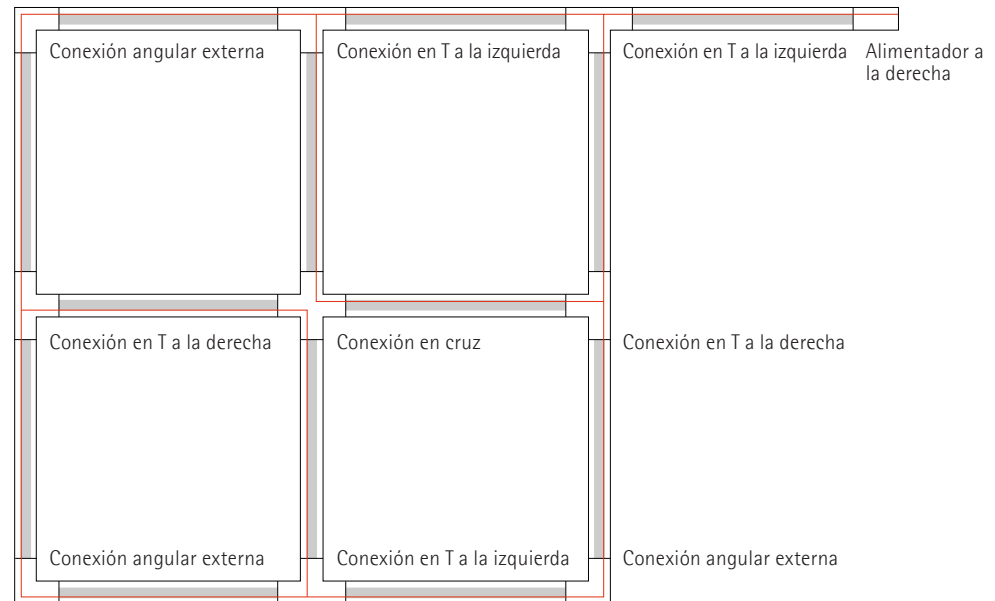 Conexión angular externa
Conexión en T a la izquierda
Conexión en T a la izquierda
Alimentador a
la derecha
Conexión en T a la derecha
Conexión en cruz
Conexión en T a la derecha
Conexión angular externa
Conexión en T a la izquierda
Conexión angular externa